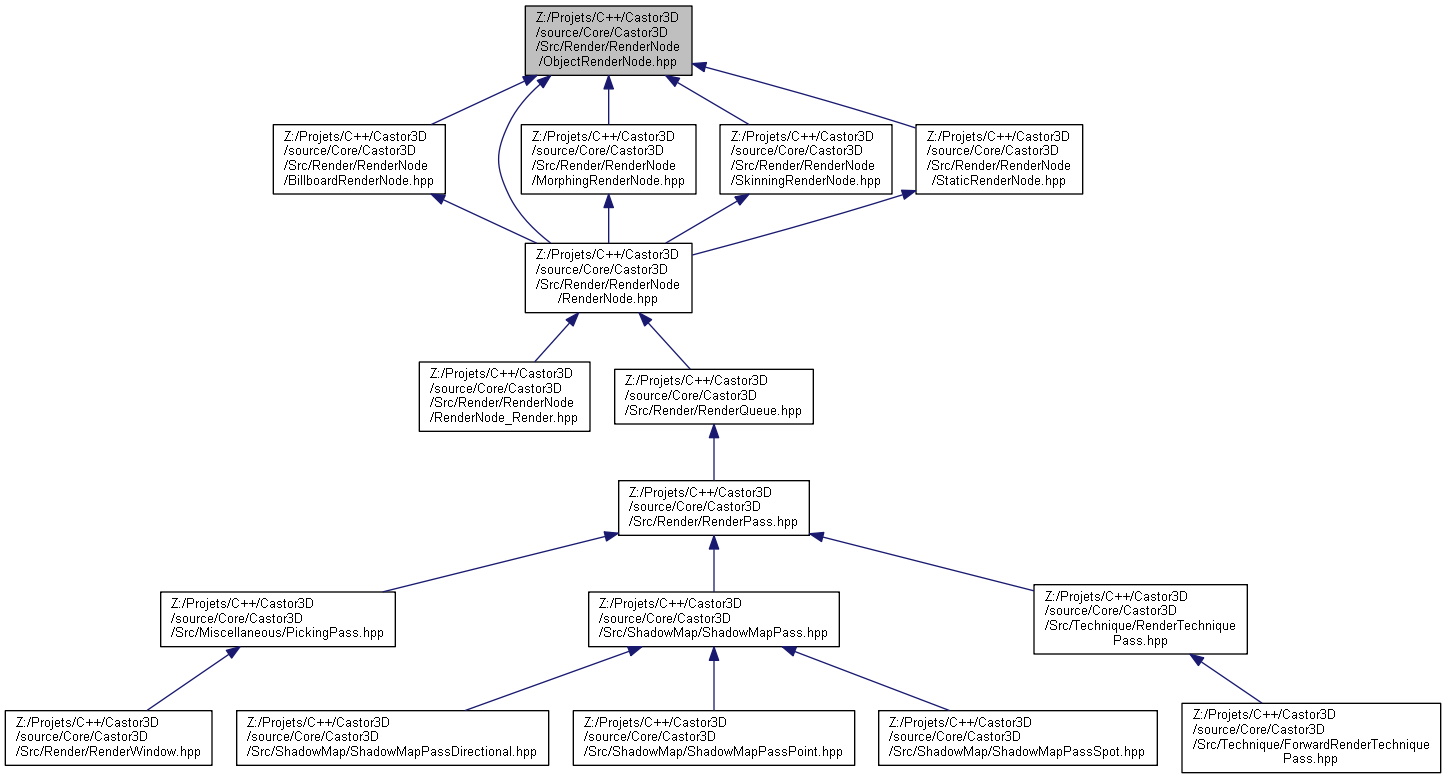 Z:/Projets/C++/Castor3D
/source/Core/Castor3D
/Src/Render/RenderNode
/ObjectRenderNode.hpp
Z:/Projets/C++/Castor3D
/source/Core/Castor3D
/Src/Render/RenderNode
/BillboardRenderNode.hpp
Z:/Projets/C++/Castor3D
/source/Core/Castor3D
/Src/Render/RenderNode
/MorphingRenderNode.hpp
Z:/Projets/C++/Castor3D
/source/Core/Castor3D
/Src/Render/RenderNode
/SkinningRenderNode.hpp
Z:/Projets/C++/Castor3D
/source/Core/Castor3D
/Src/Render/RenderNode
/StaticRenderNode.hpp
Z:/Projets/C++/Castor3D
/source/Core/Castor3D
/Src/Render/RenderNode
/RenderNode.hpp
Z:/Projets/C++/Castor3D
/source/Core/Castor3D
/Src/Render/RenderNode
/RenderNode_Render.hpp
Z:/Projets/C++/Castor3D
/source/Core/Castor3D
/Src/Render/RenderQueue.hpp
Z:/Projets/C++/Castor3D
/source/Core/Castor3D
/Src/Render/RenderPass.hpp
Z:/Projets/C++/Castor3D
/source/Core/Castor3D
/Src/Miscellaneous/PickingPass.hpp
Z:/Projets/C++/Castor3D
/source/Core/Castor3D
/Src/ShadowMap/ShadowMapPass.hpp
Z:/Projets/C++/Castor3D
/source/Core/Castor3D
/Src/Technique/RenderTechnique
Pass.hpp
Z:/Projets/C++/Castor3D
/source/Core/Castor3D
/Src/Render/RenderWindow.hpp
Z:/Projets/C++/Castor3D
/source/Core/Castor3D
/Src/ShadowMap/ShadowMapPassDirectional.hpp
Z:/Projets/C++/Castor3D
/source/Core/Castor3D
/Src/ShadowMap/ShadowMapPassPoint.hpp
Z:/Projets/C++/Castor3D
/source/Core/Castor3D
/Src/ShadowMap/ShadowMapPassSpot.hpp
Z:/Projets/C++/Castor3D
/source/Core/Castor3D
/Src/Technique/ForwardRenderTechnique
Pass.hpp